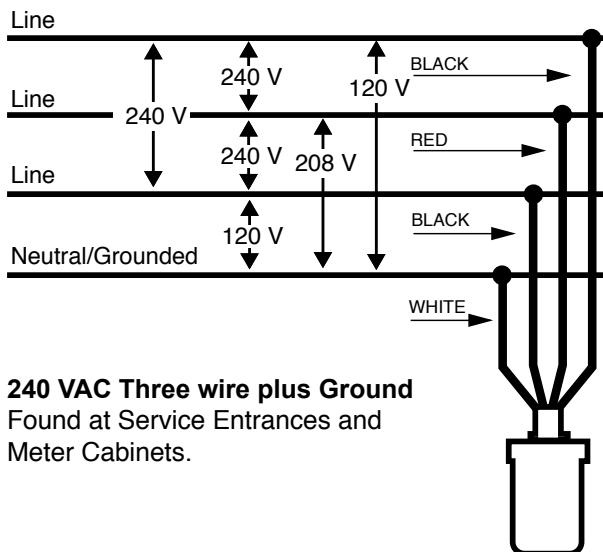 Line
BLACK
240 V
120 V
Line
240 V
RED
240 V
208 V
Line
BLACK
120 V
Neutral/Grounded
WHITE
240 VAC Three wire plus Ground
Found at Service Entrances and
Meter Cabinets.